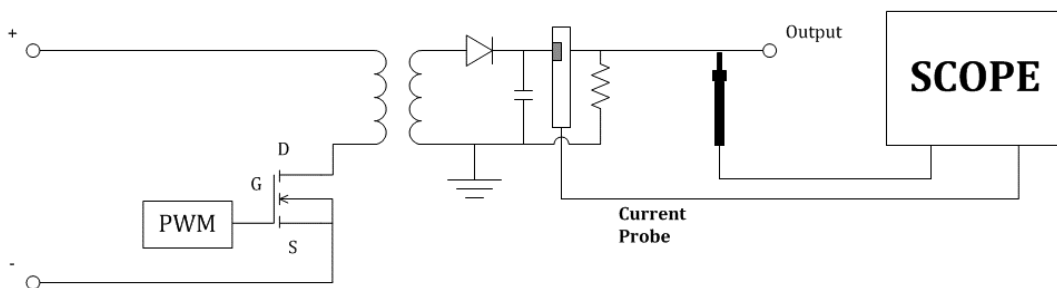 +
Output
SCOPE
D
G
PWM
S
Current
Probe
-